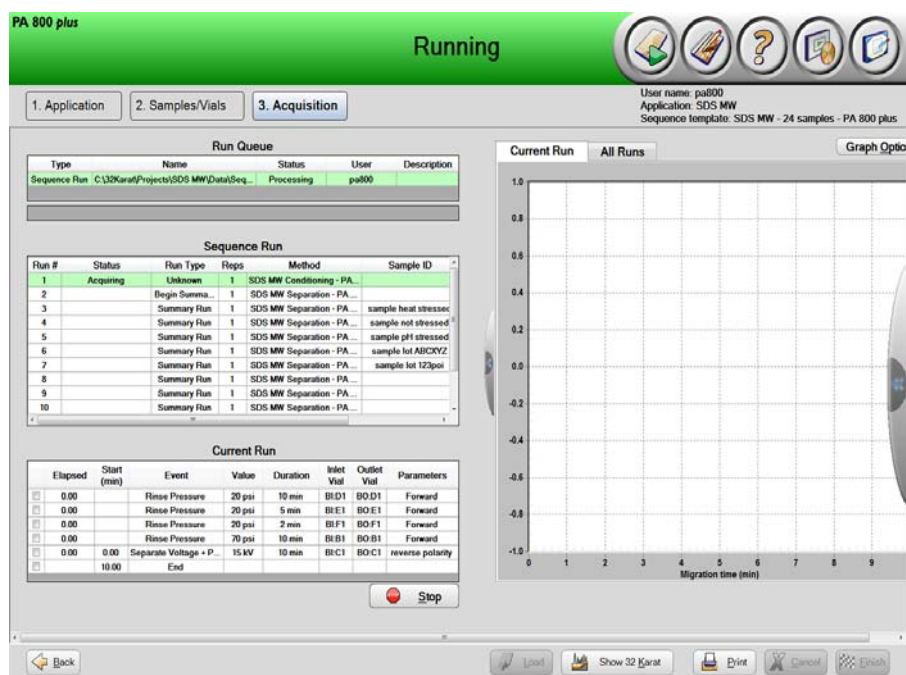 PA 800 plus
Running
?
1. Application
2. Samples/Vials
3. Acquisition
User name: pa800
Application: SDS MW
Sequence template: SDS MW - 24 samples - PA 800 plus
Run Queue
Type Name Status User Description
Sequence Run C:\32Karat\Projects\SDS MW\Data\Seq... Processing pa800
Sequence Run
Run # Status Run Type Reps Method Sample ID
1 Acquiring Unknown 1 SDS MW Conditioning - PA...
2 Begin Summa... 1 SDS MW Separation - PA ...
3 Summary Run 1 SDS MW Separation - PA ... sample heat stressed
4 Summary Run 1 SDS MW Separation - PA ... sample not stressed
5 Summary Run 1 SDS MW Separation - PA ... sample pH stressed
6 Summary Run 1 SDS MW Separation - PA ... sample lot ABCXYZ
7 Summary Run 1 SDS MW Separation - PA ... sample lot 123poi
8 Summary Run 1 SDS MW Separation - PA ...
9 Summary Run 1 SDS MW Separation - PA ...
10 Summary Run 1 SDS MW Separation - PA ...
Current Run
Elapsed Start (min) Event Value Duration Inlet Vial Outlet Vial Parameters
0.00 Rinse Pressure 20 psi 10 min BI:D1 BO:D1 Forward
0.00 Rinse Pressure 20 psi 5 min BI:E1 BO:E1 Forward
0.00 Rinse Pressure 20 psi 2 min BI:F1 BO:F1 Forward
0.00 Rinse Pressure 70 psi 10 min BI:B1 BO:B1 Forward
0.00 0.00 Separate Voltage + P... 15 kV 10 min BI:C1 BO:C1 reverse polarity
10.00 End
Stop
Current Run
All Runs
Graph Optio
1.0
0.8
0.6
0.4
0.2
0.0
-0.2
-0.4
-0.6
-0.8
-1.0
0 1 2 3 4 5 6 7 8 9
Migration time (min)
Back
Load
Show 32 Karat
Print
Cancel
Finish